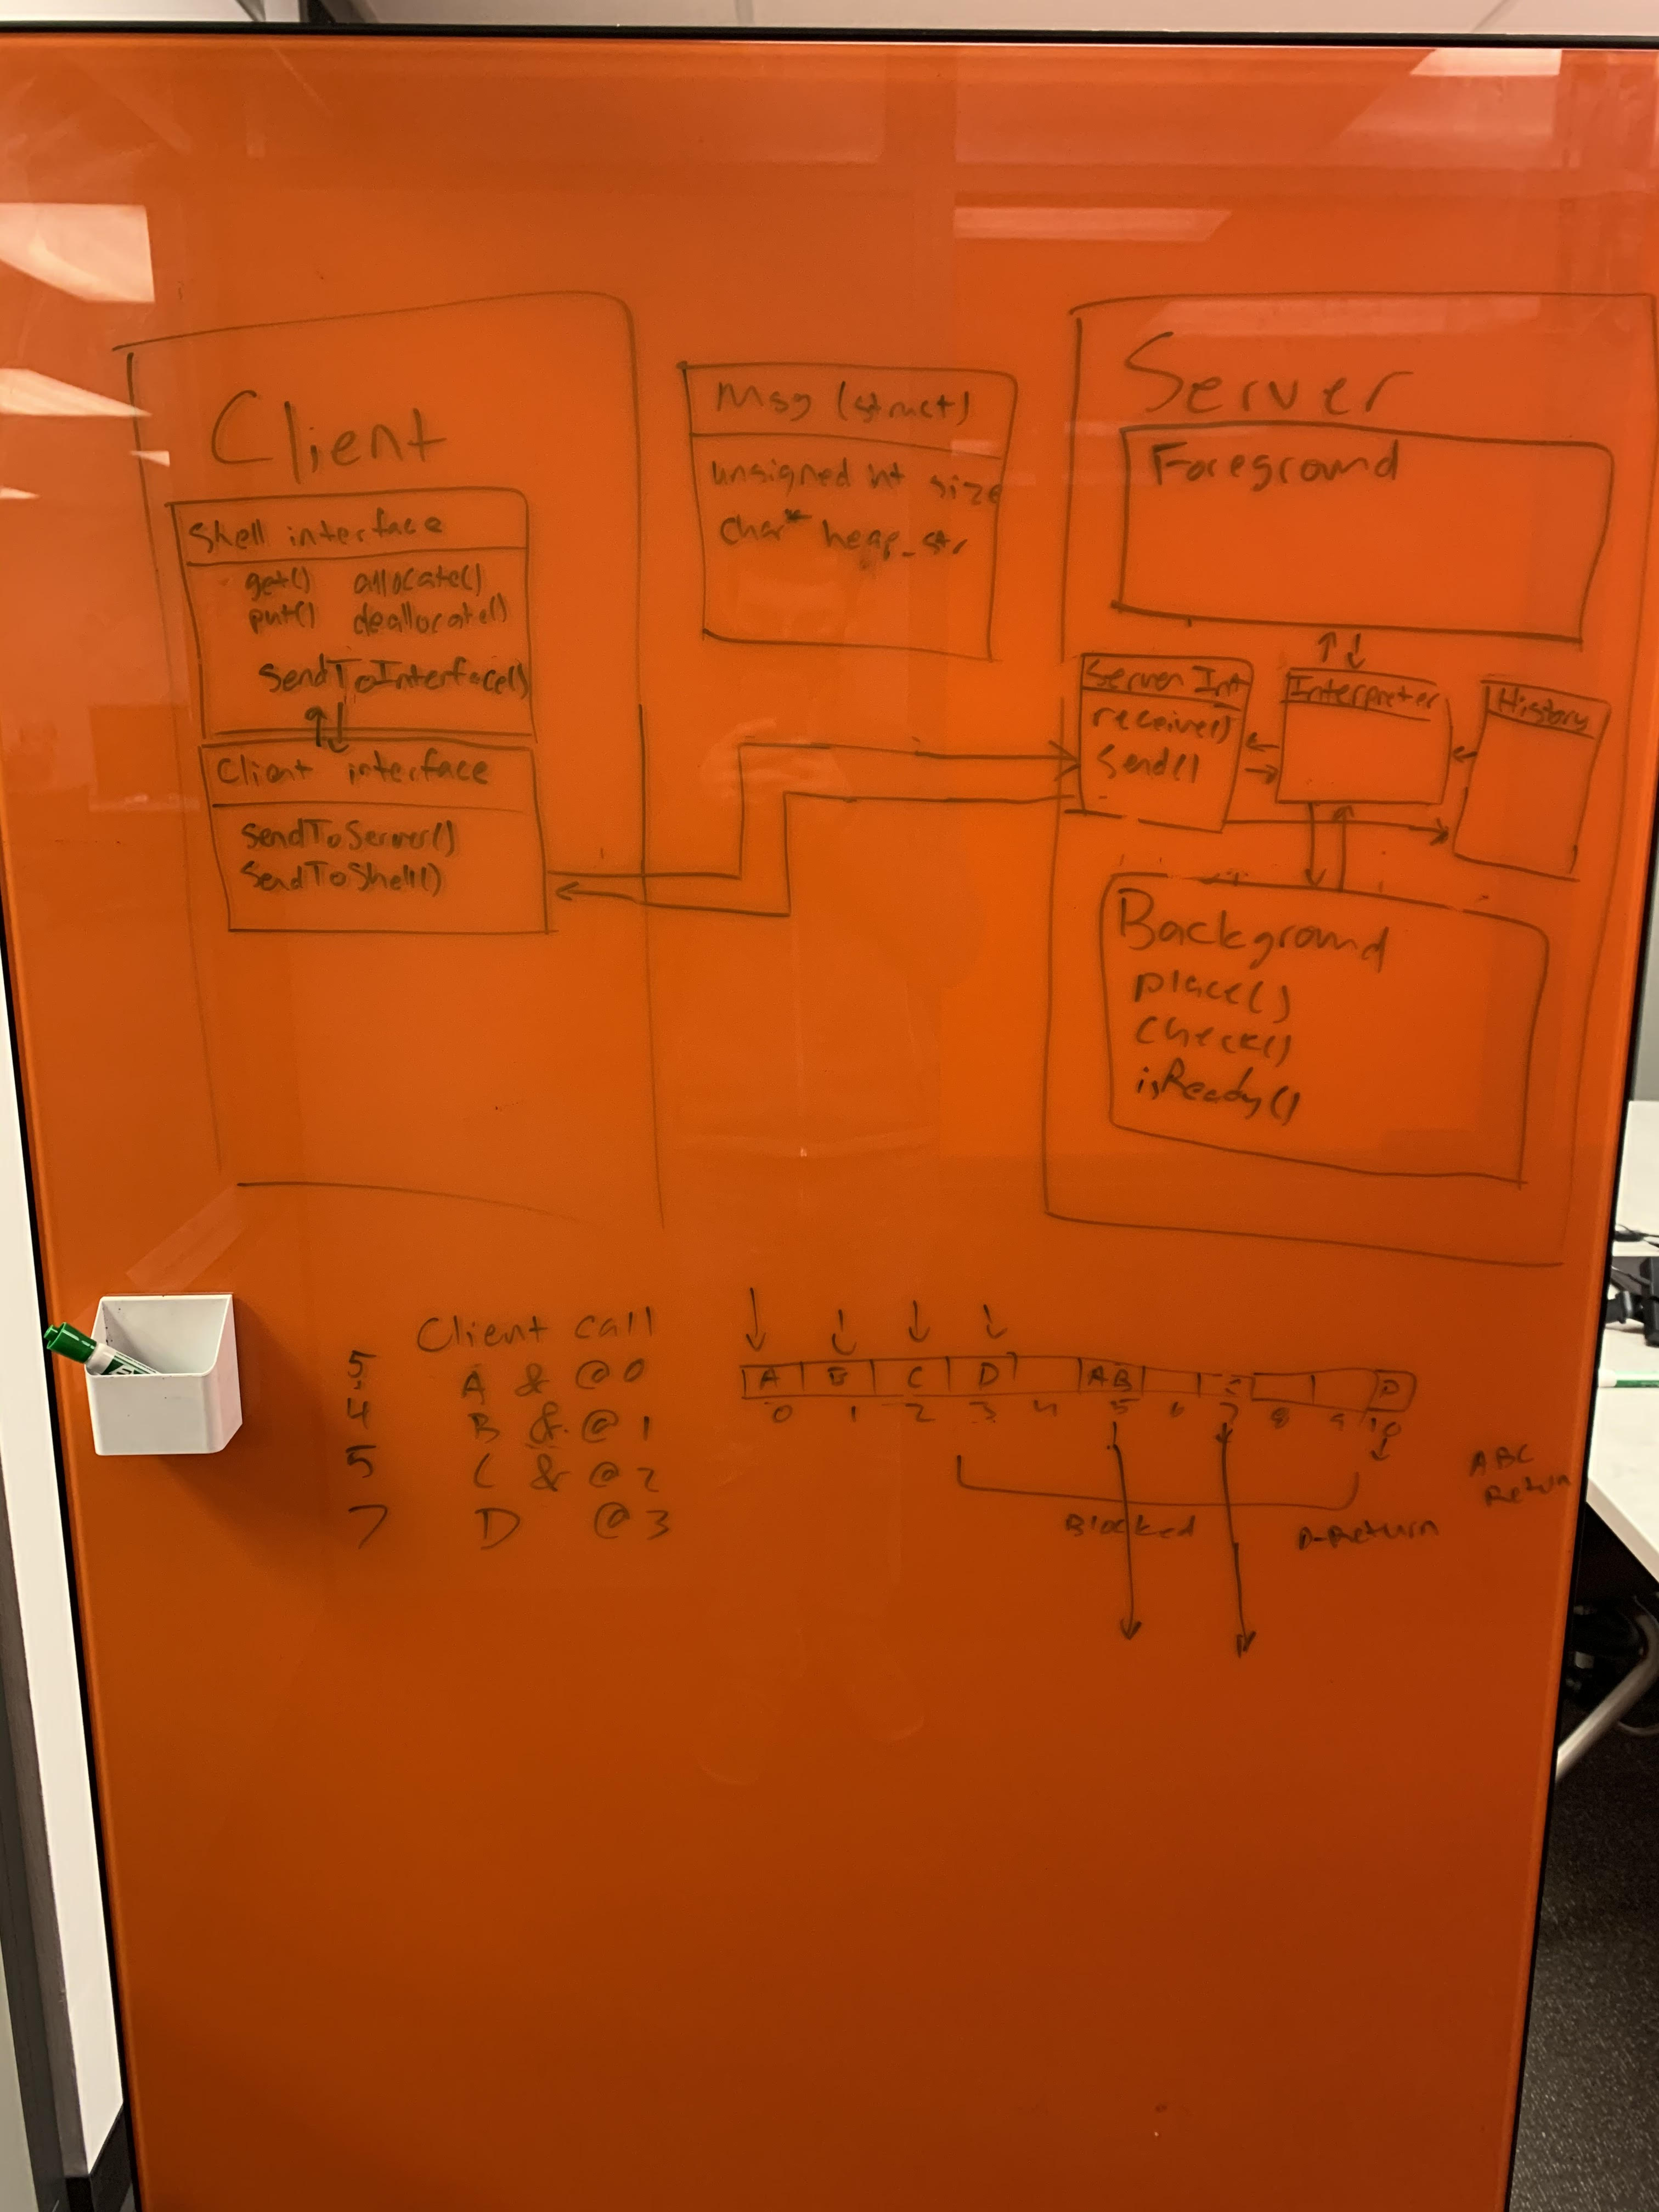 Client
Shell interface
get() allocate()
put() deallocate()
SendToInterface()
Client interface
SendToServer()
SendToShell()
Msg (struct)
unsigned int size
char* heap_str
Server
Foreground
Server Int
receive()
Send()
Interpreter
History
Background
place()
check()
isReady()
Client call
5 A & @ 0
4 B & @ 1
5 C & @ 2
7 D @ 3
A B C D AB C D
0 1 2 3 4 5 6 7 8 9 10
Blocked
D-Return
ABC
Return